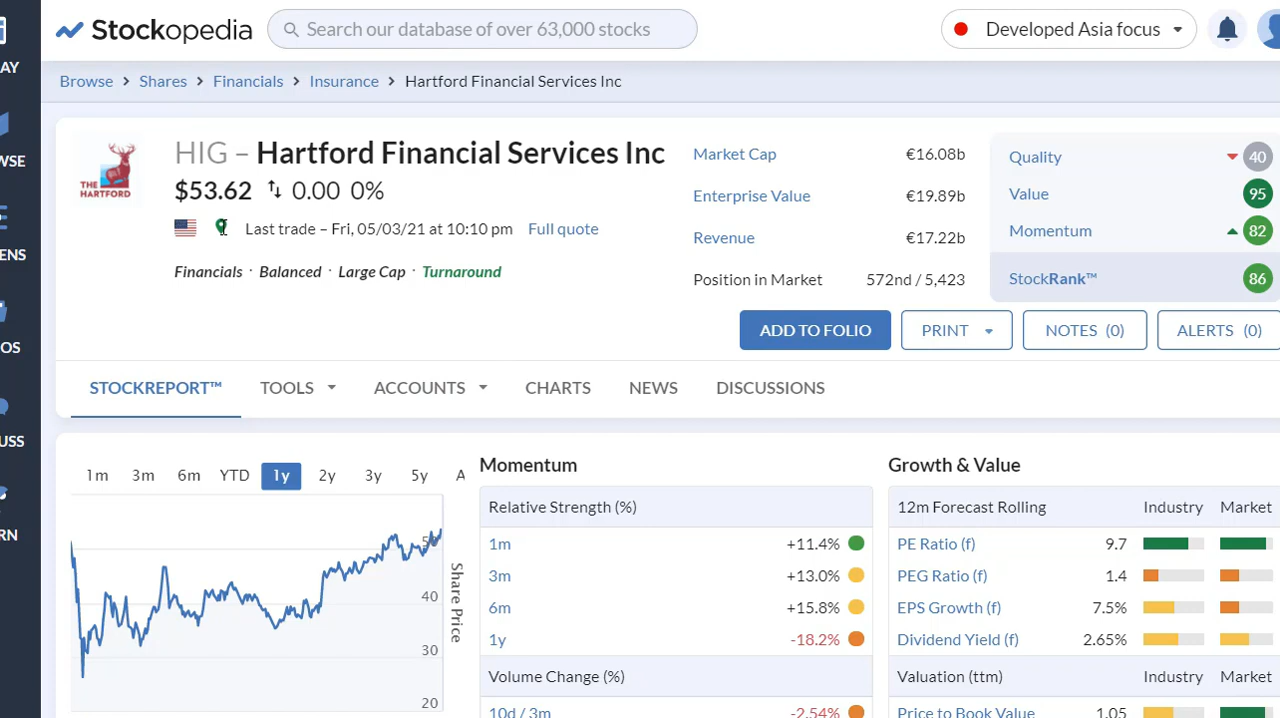 Stockopedia
Search our database of over 63,000 stocks
Developed Asia focus
AY
WSE
ENS
OS
USS
RN
Browse > Shares > Financials > Insurance > Hartford Financial Services Inc
THE
HARTFORD
HIG – Hartford Financial Services Inc
$53.62 0.00 0%
Last trade – Fri, 05/03/21 at 10:10 pm Full quote
Financials · Balanced · Large Cap · Turnaround
Market Cap €16.08b
Enterprise Value €19.89b
Revenue €17.22b
Position in Market 572nd / 5,423
Quality 40
Value 95
Momentum 82
StockRank™ 86
ADD TO FOLIO
PRINT
NOTES (0)
ALERTS (0)
STOCKREPORT™ TOOLS ACCOUNTS CHARTS NEWS DISCUSSIONS
1m 3m 6m YTD 1y 2y 3y 5y A
50
40
30
20
Share Price
Momentum
Relative Strength (%)
1m +11.4%
3m +13.0%
6m +15.8%
1y -18.2%
Volume Change (%)
10d / 3m -2.54%
Growth & Value
12m Forecast Rolling Industry Market
PE Ratio (f) 9.7
PEG Ratio (f) 1.4
EPS Growth (f) 7.5%
Dividend Yield (f) 2.65%
Valuation (ttm) Industry Market
Price to Book Value 1.05